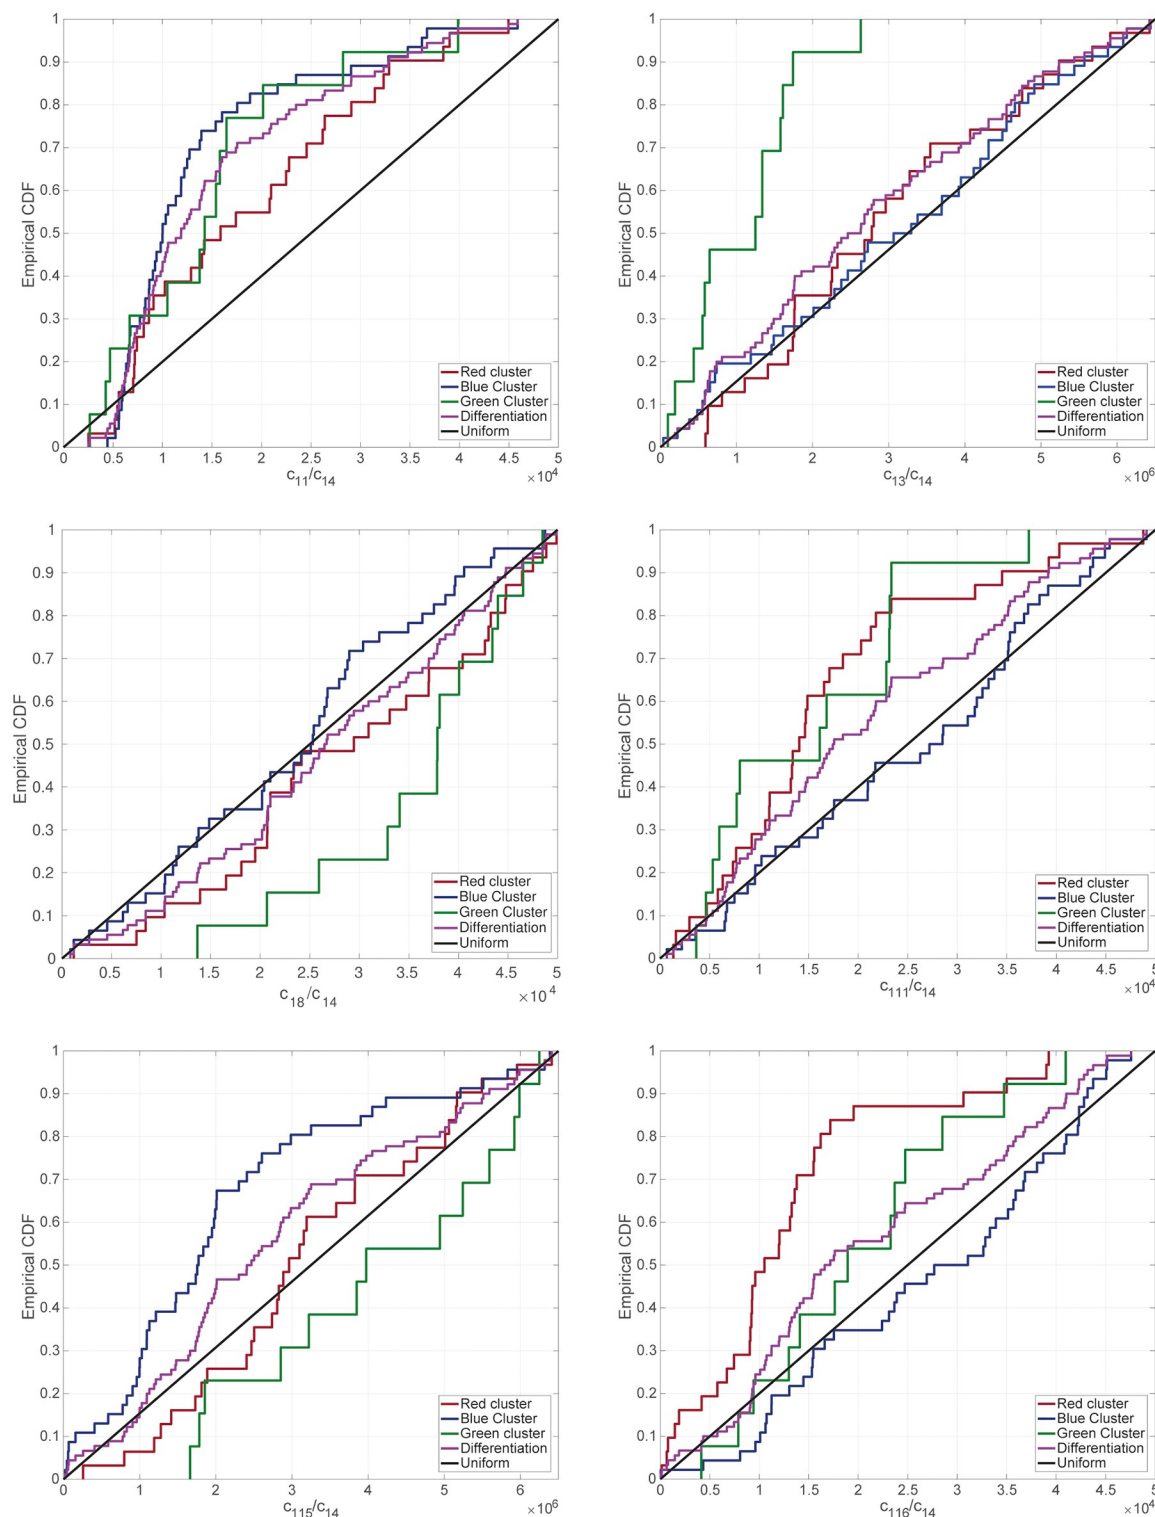 1
0.9
0.8
0.7
0.6
0.5
0.4
0.3
0.2
0.1
0
Empirical CDF
Red cluster
Blue Cluster
Green Cluster
Differentiation
Uniform
0 0.5 1 1.5 2 2.5 3 3.5 4 4.5 5
c11/c14 ×10^4
1
0.9
0.8
0.7
0.6
0.5
0.4
0.3
0.2
0.1
0
Empirical CDF
Red cluster
Blue Cluster
Green Cluster
Differentiation
Uniform
1 2 3 4 5 6
c13/c14 ×10^6
1
0.9
0.8
0.7
0.6
0.5
0.4
0.3
0.2
0.1
0
Empirical CDF
Red cluster
Blue Cluster
Green Cluster
Differentiation
Uniform
0 0.5 1 1.5 2 2.5 3 3.5 4 4.5 5
c18/c14 ×10^4
1
0.9
0.8
0.7
0.6
0.5
0.4
0.3
0.2
0.1
0
Empirical CDF
Red cluster
Blue Cluster
Green Cluster
Differentiation
Uniform
0 0.5 1 1.5 2 2.5 3 3.5 4 4.5 5
c111/c14 ×10^4
1
0.9
0.8
0.7
0.6
0.5
0.4
0.3
0.2
0.1
0
Empirical CDF
Red cluster
Blue Cluster
Green cluster
Differentiation
Uniform
0 1 2 3 4 5 6
c115/c14 ×10^6
1
0.9
0.8
0.7
0.6
0.5
0.4
0.3
0.2
0.1
0
Empirical CDF
Red cluster
Blue Cluster
Green Cluster
Differentiation
Uniform
0 0.5 1 1.5 2 2.5 3 3.5 4 4.5 5
c116/c14 ×10^4